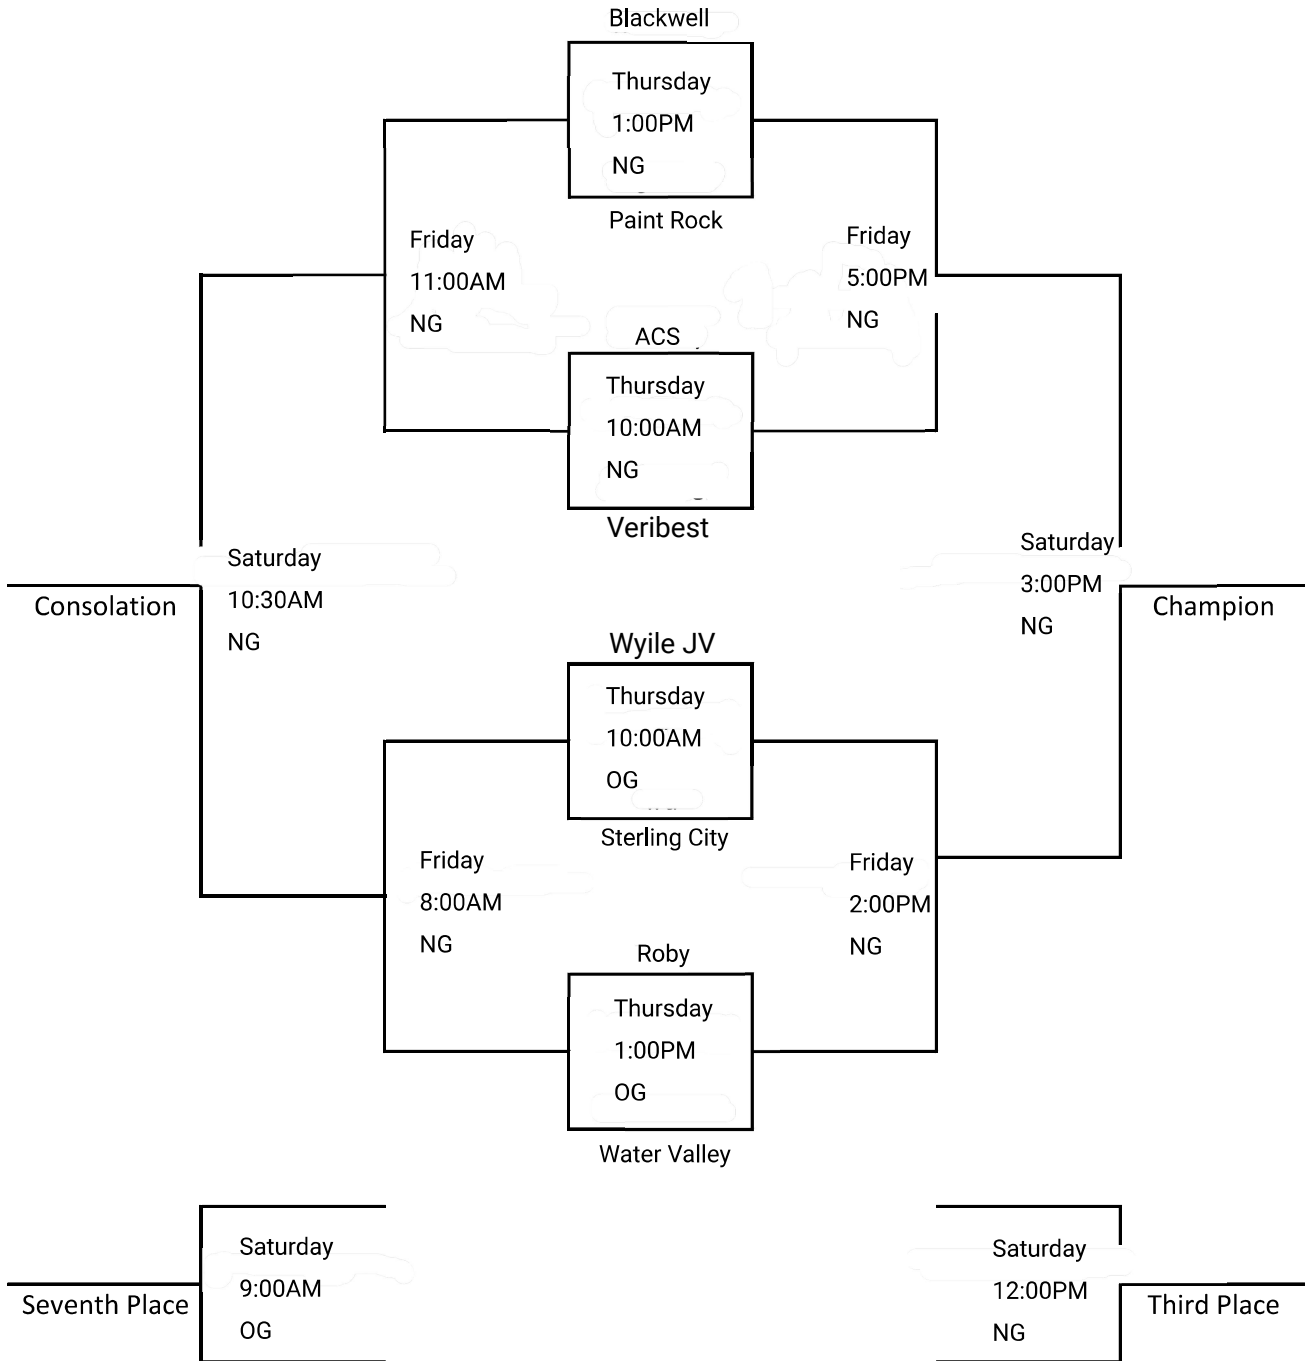 Blackwell
Thursday
1:00PM
NG
Paint Rock
Friday
11:00AM
NG
Friday
5:00PM
NG
ACS
Thursday
10:00AM
NG
Veribest
Saturday
10:30AM
NG
Consolation
Saturday
3:00PM
NG
Champion
Wyile JV
Thursday
10:00AM
OG
Sterling City
Friday
8:00AM
NG
Friday
2:00PM
NG
Roby
Thursday
1:00PM
OG
Water Valley
Saturday
9:00AM
OG
Seventh Place
Saturday
12:00PM
NG
Third Place